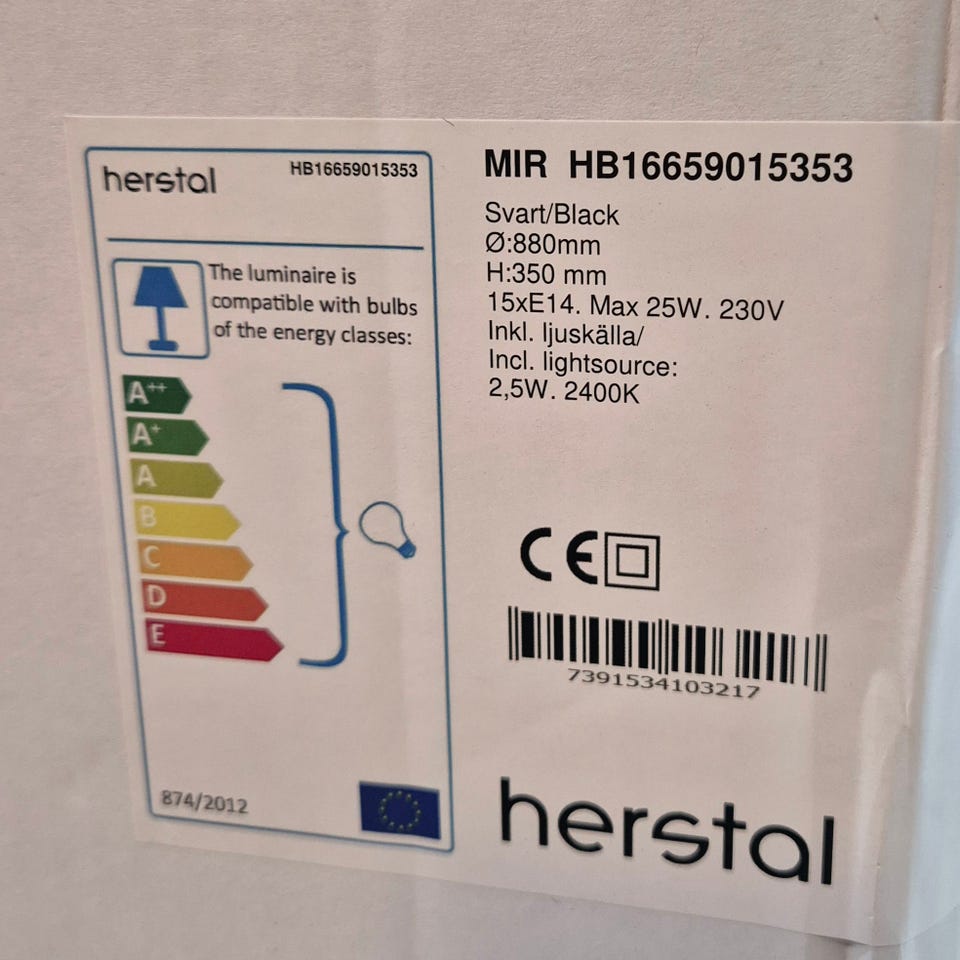 herstal
HB16659015353
The luminaire is
compatible with bulbs
of the energy classes:
A++
A+
A
B
C
D
E
874/2012
MIR HB16659015353
Svart/Black
Ø:880mm
H:350 mm
15xE14. Max 25W. 230V
Inkl. ljuskälla/
Incl. lightsource:
2,5W. 2400K
CE
7391534103217
herstal